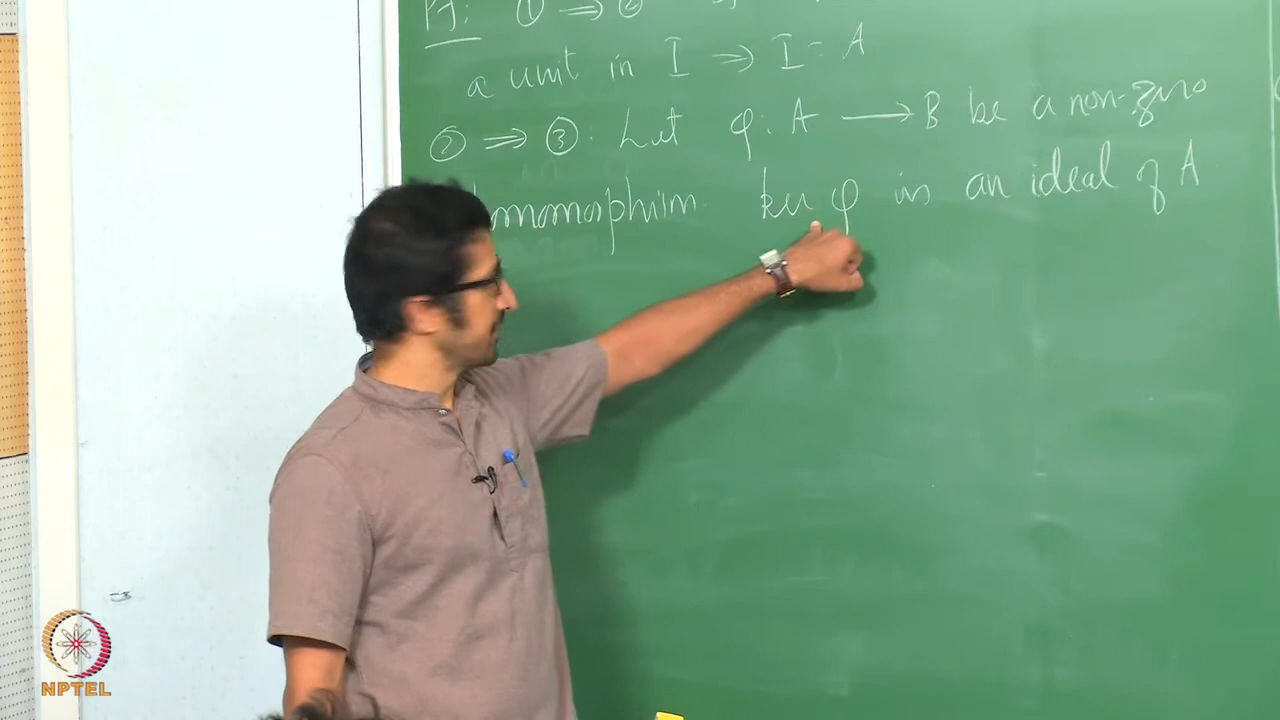 Pf: ① ⇒ ②
a unit in I ⇒ I = A
② ⇒ ③. Let φ: A ⟶ B be a non-zero
homomorphism. ker φ is an ideal of A
NPTEL